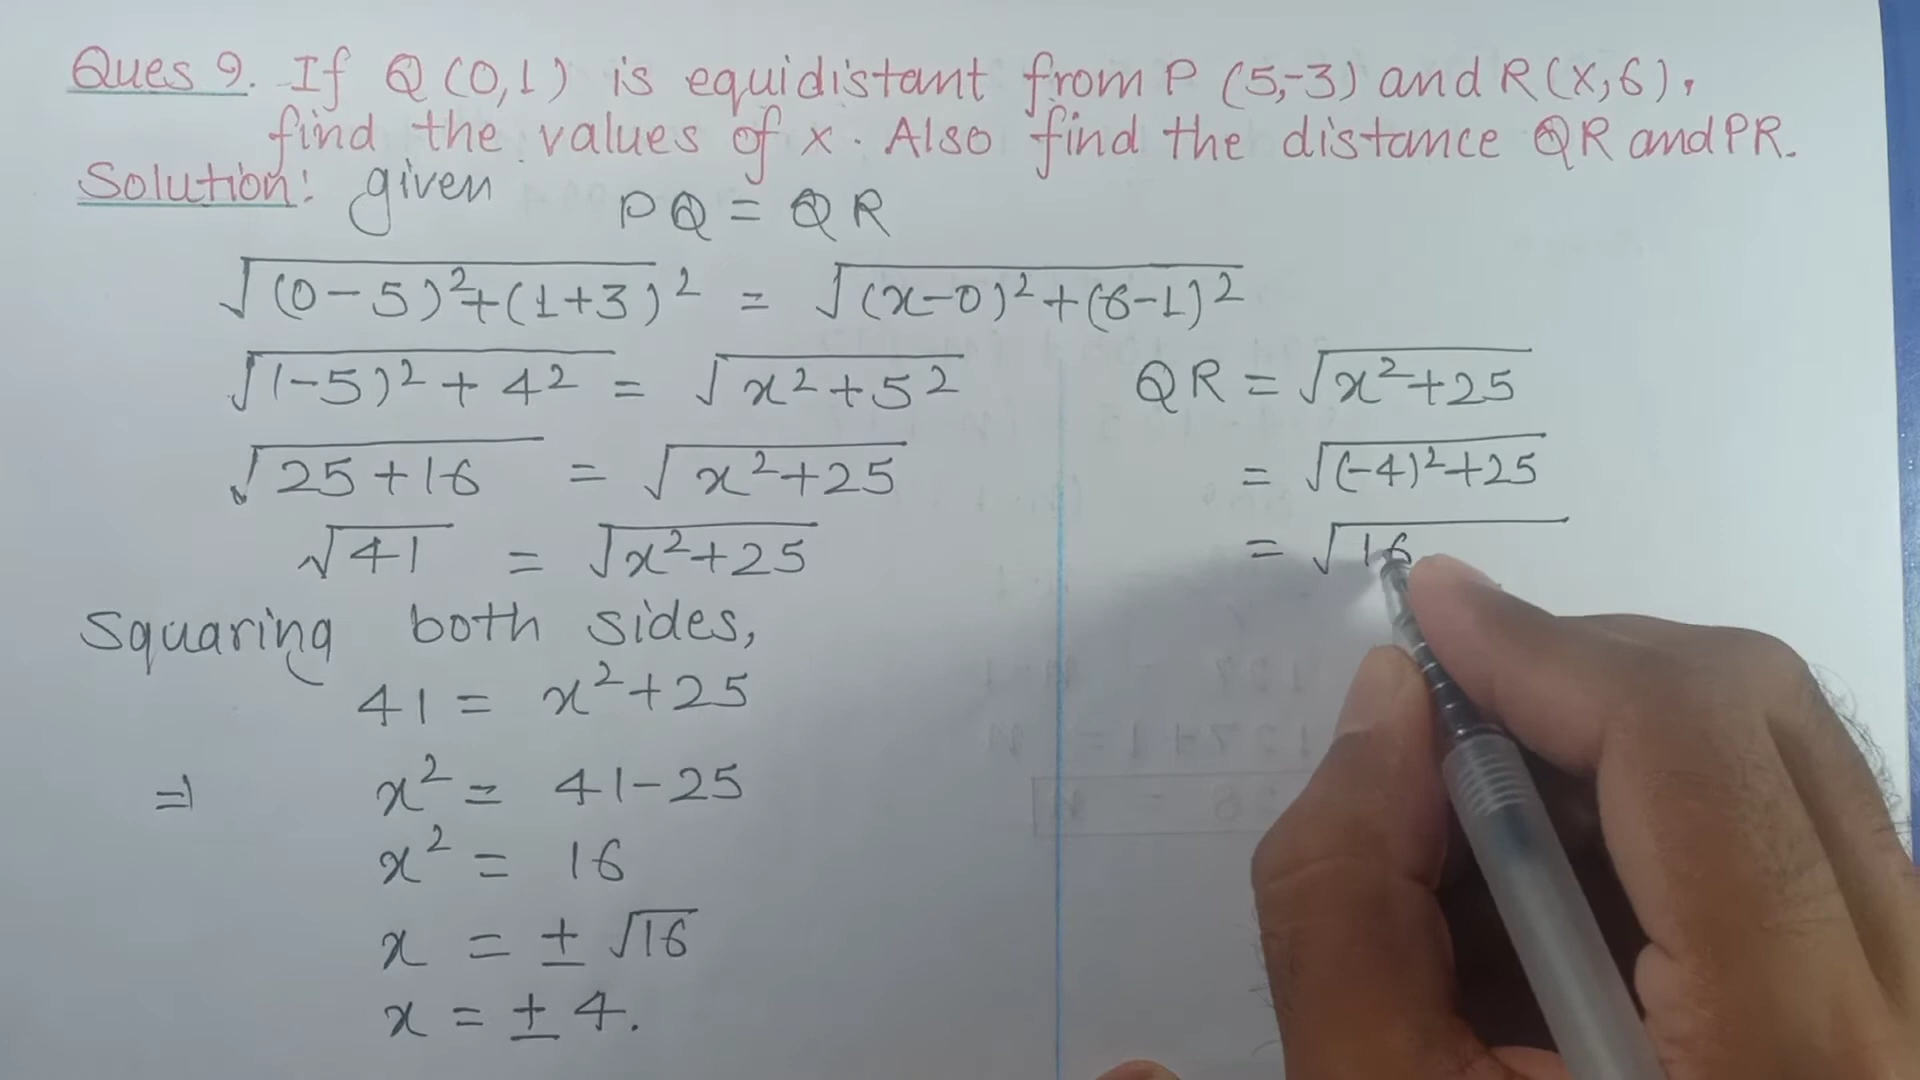 Ques 9. If Q (0,1) is equidistant from P (5,-3) and R(x,6),
find the values of x. Also find the distance QR and PR.
Solution: given PQ = QR
√(0-5)²+(1+3)² = √(x-0)²+(6-1)²
√(-5)²+4² = √x²+5²
√25+16 = √x²+25
√41 = √x²+25
Squaring both sides,
41 = x²+25
⇒ x² = 41-25
x² = 16
x = ± √16
x = ± 4.
QR = √x²+25
= √(-4)²+25
= √16